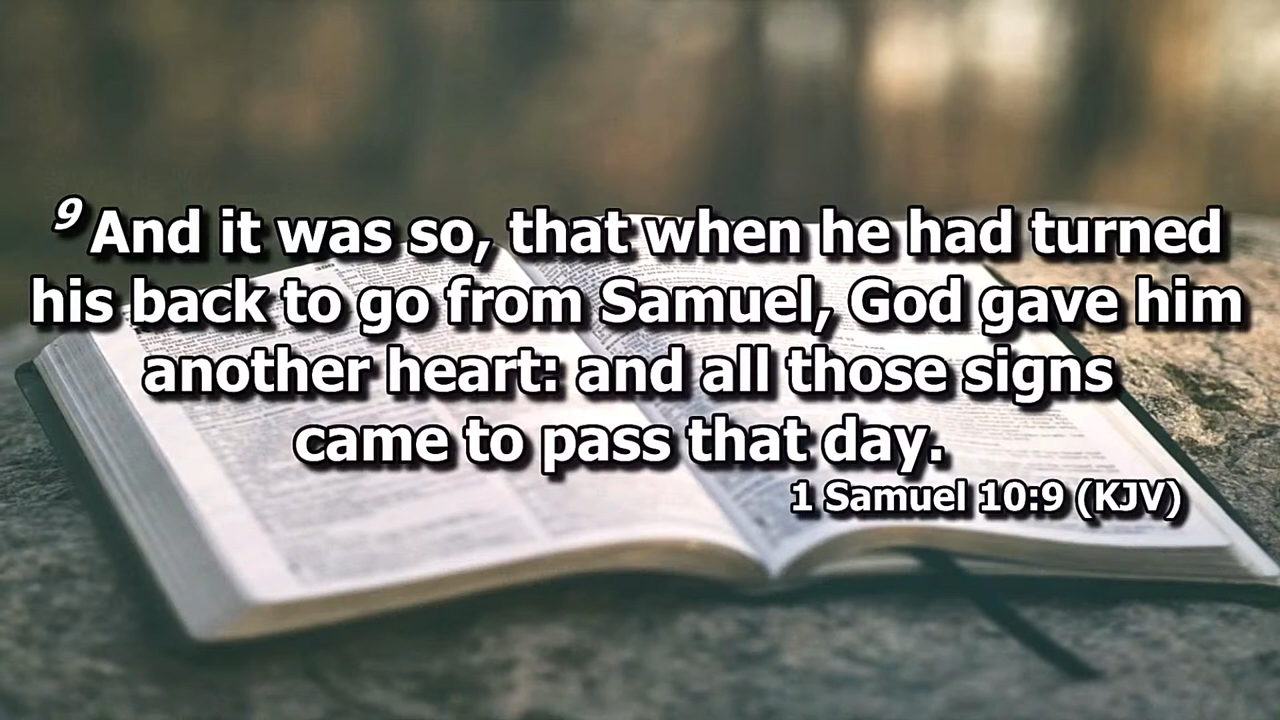 9 And it was so, that when he had turned
his back to go from Samuel, God gave him
another heart: and all those signs
came to pass that day.
1 Samuel 10:9 (KJV)